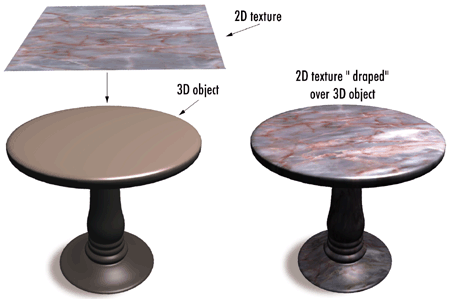 2D texture
3D object
2D texture " draped"
over 3D object